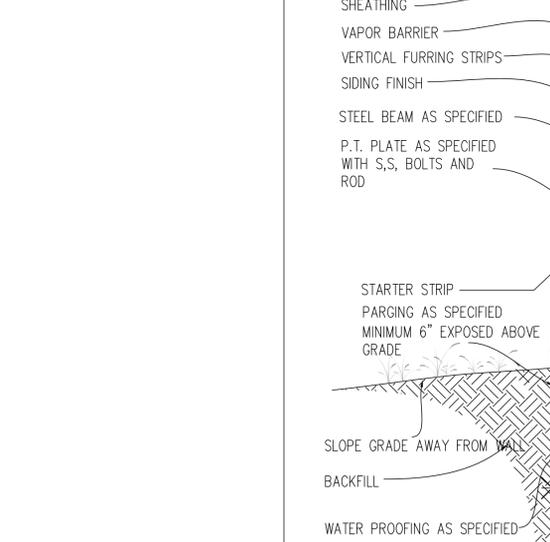 SHEATHING
VAPOR BARRIER
VERTICAL FURRING STRIPS
SIDING FINISH
STEEL BEAM AS SPECIFIED
P.T. PLATE AS SPECIFIED
WITH S,S, BOLTS AND
ROD
STARTER STRIP
PARGING AS SPECIFIED
MINIMUM 6" EXPOSED ABOVE
GRADE
SLOPE GRADE AWAY FROM WALL
BACKFILL
WATER PROOFING AS SPECIFIED